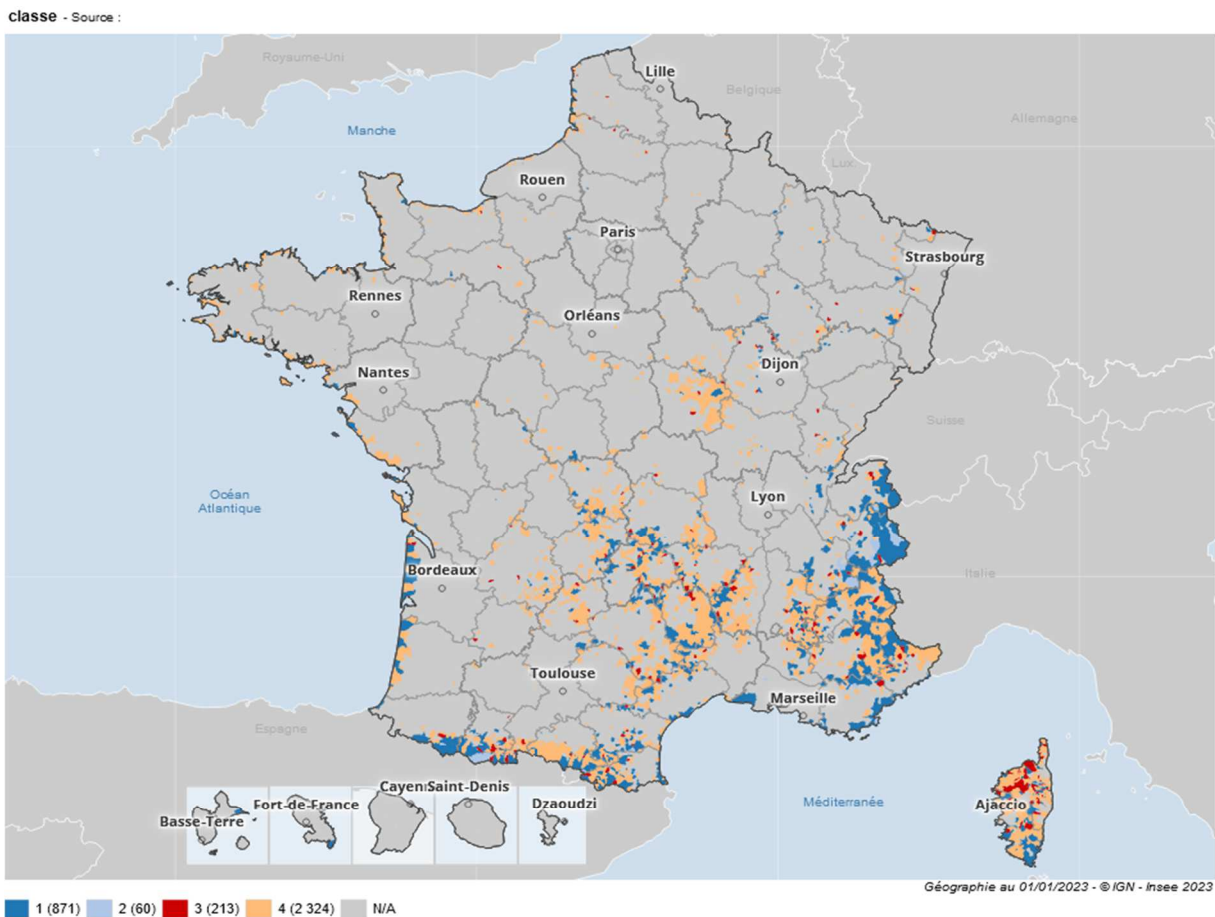 classe - Source :
Royaume-Uni
Lille
Belgique
Allemagne
Manche
Lux.
Rouen
Paris
Strasbourg
Rennes
Orléans
Dijon
Nantes
Suisse
Océan
Atlantique
Lyon
Bordeaux
Italie
Toulouse
Marseille
Espagne
Cayen Saint-Denis
Fort-de-France
Dzaoudzi
Basse-Terre
Méditerranée
Ajaccio
Géographie au 01/01/2023 - © IGN - Insee 2023
1 (871) 2 (60) 3 (213) 4 (2 324) N/A